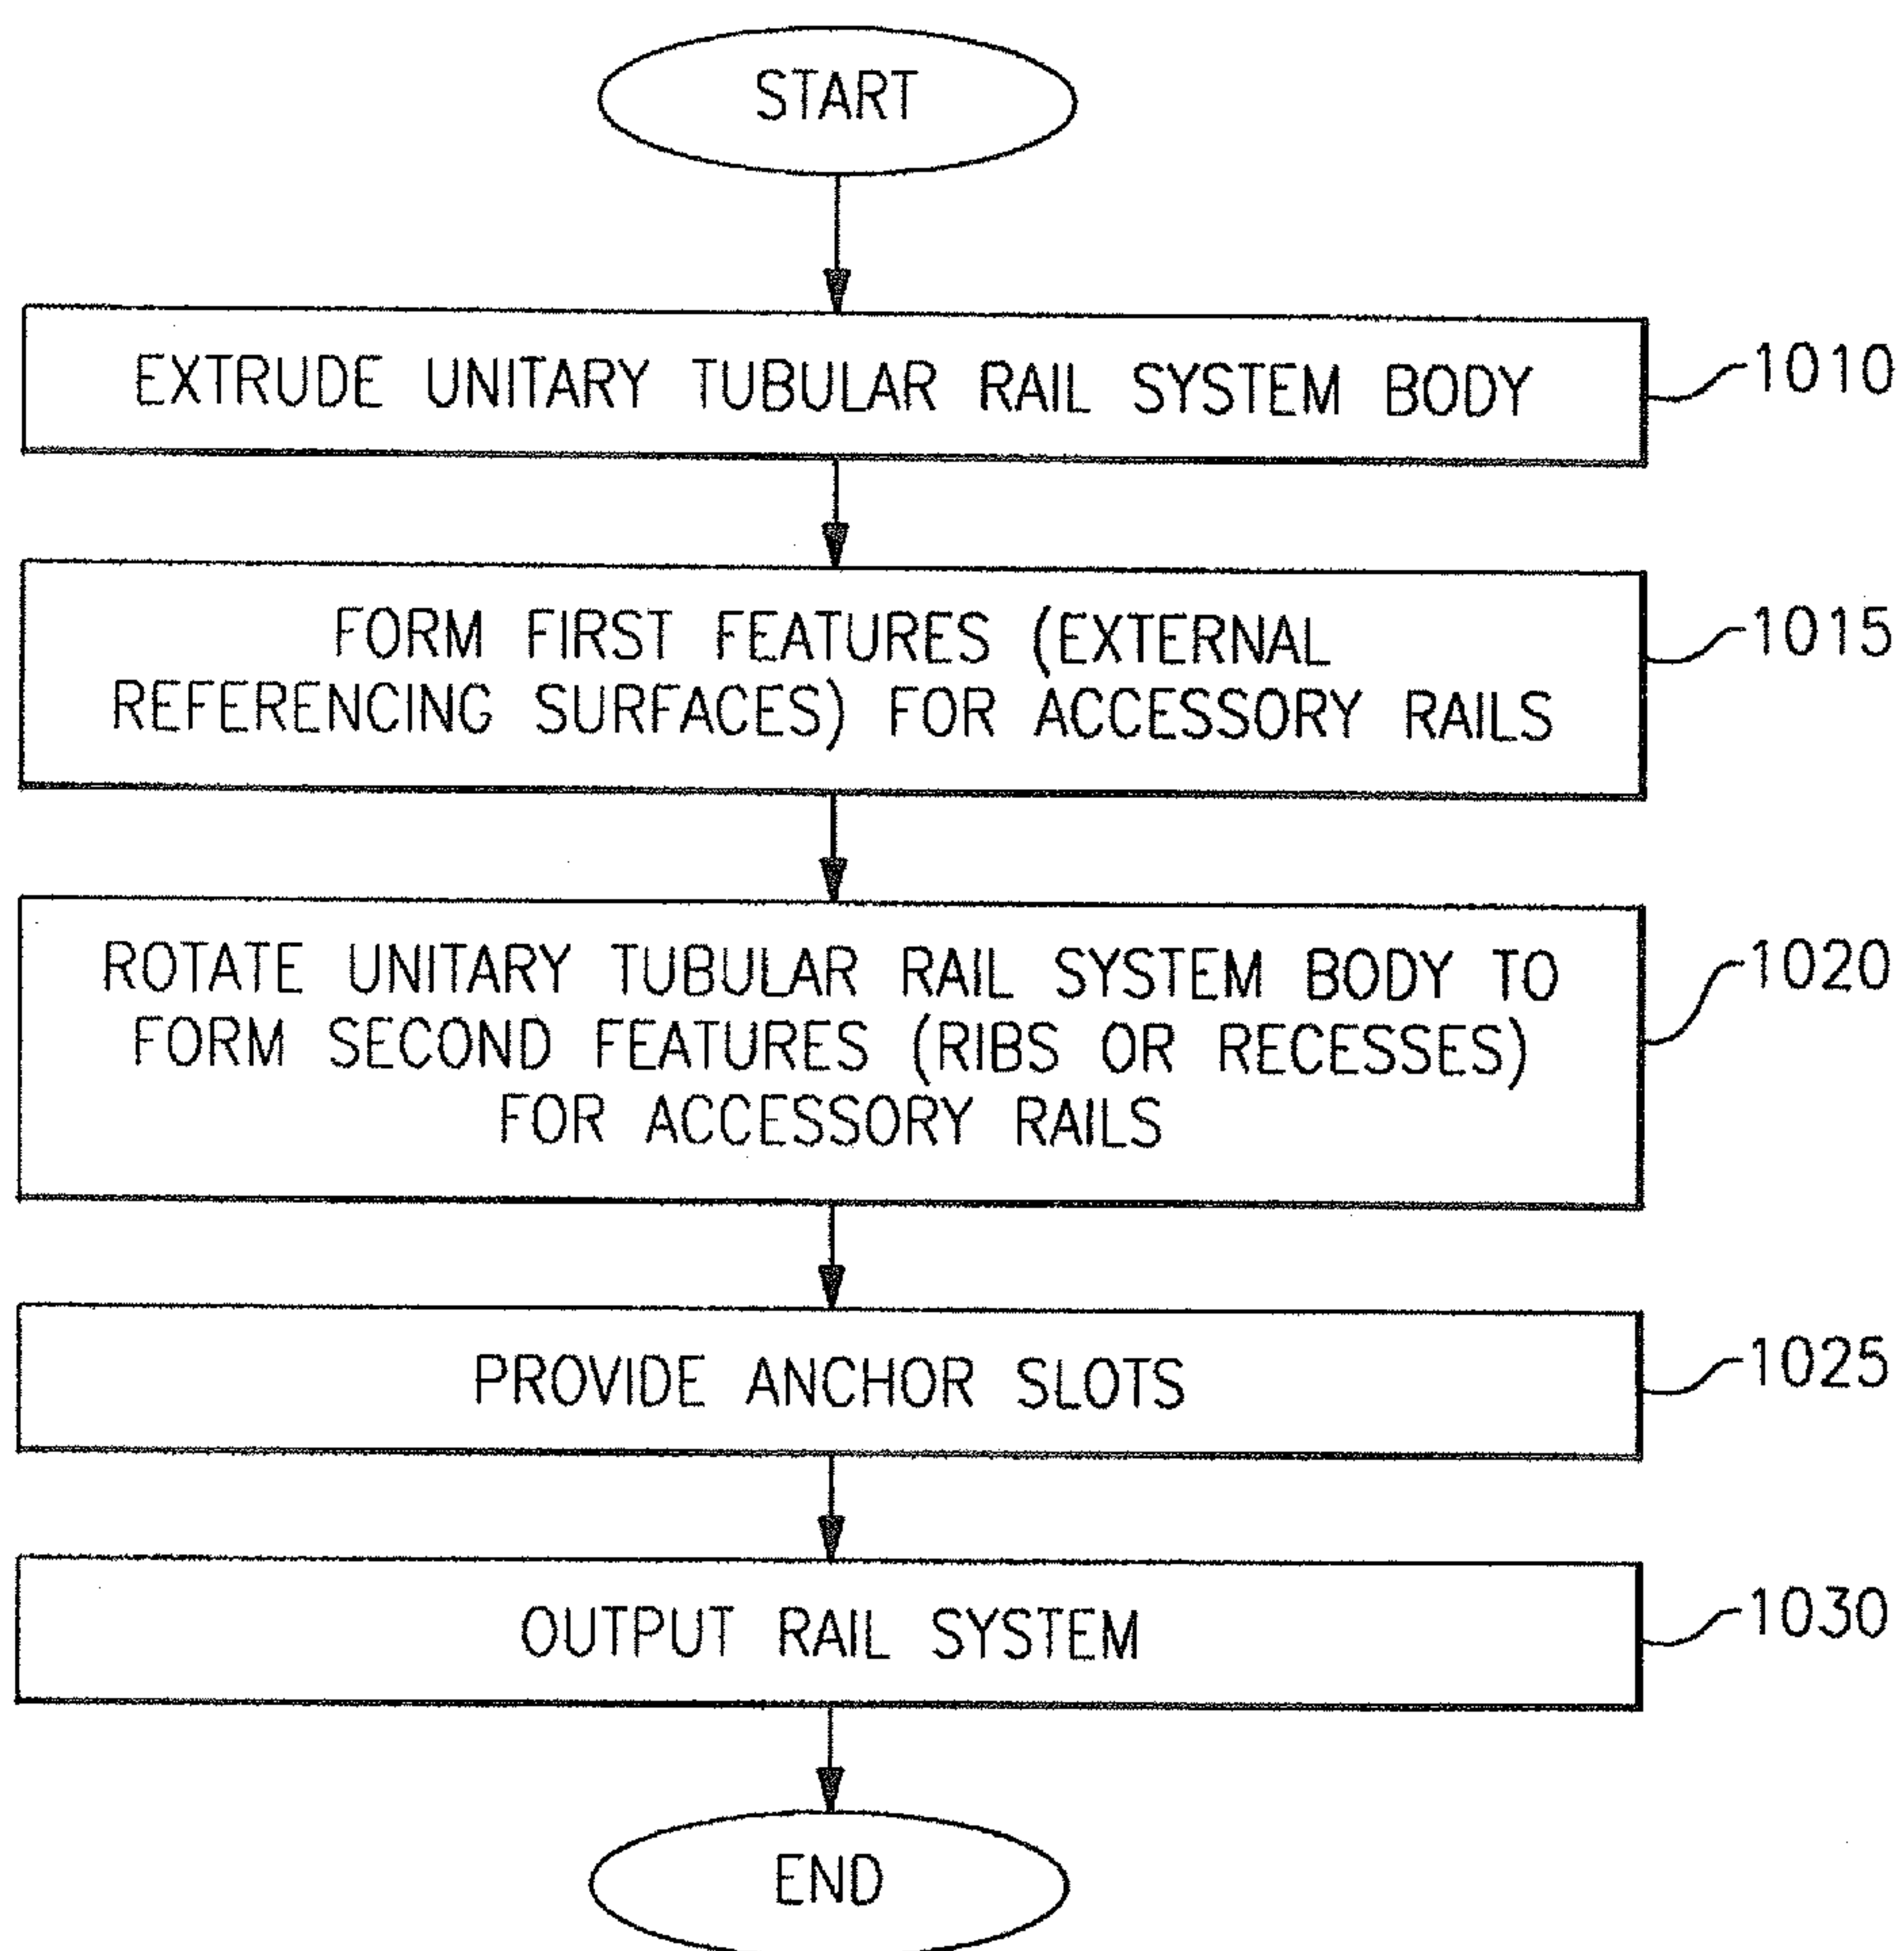 START
EXTRUDE UNITARY TUBULAR RAIL SYSTEM BODY
1010
FORM FIRST FEATURES (EXTERNAL
REFERENCING SURFACES) FOR ACCESSORY RAILS
1015
ROTATE UNITARY TUBULAR RAIL SYSTEM BODY TO
FORM SECOND FEATURES (RIBS OR RECESSES)
FOR ACCESSORY RAILS
1020
PROVIDE ANCHOR SLOTS
1025
OUTPUT RAIL SYSTEM
1030
END